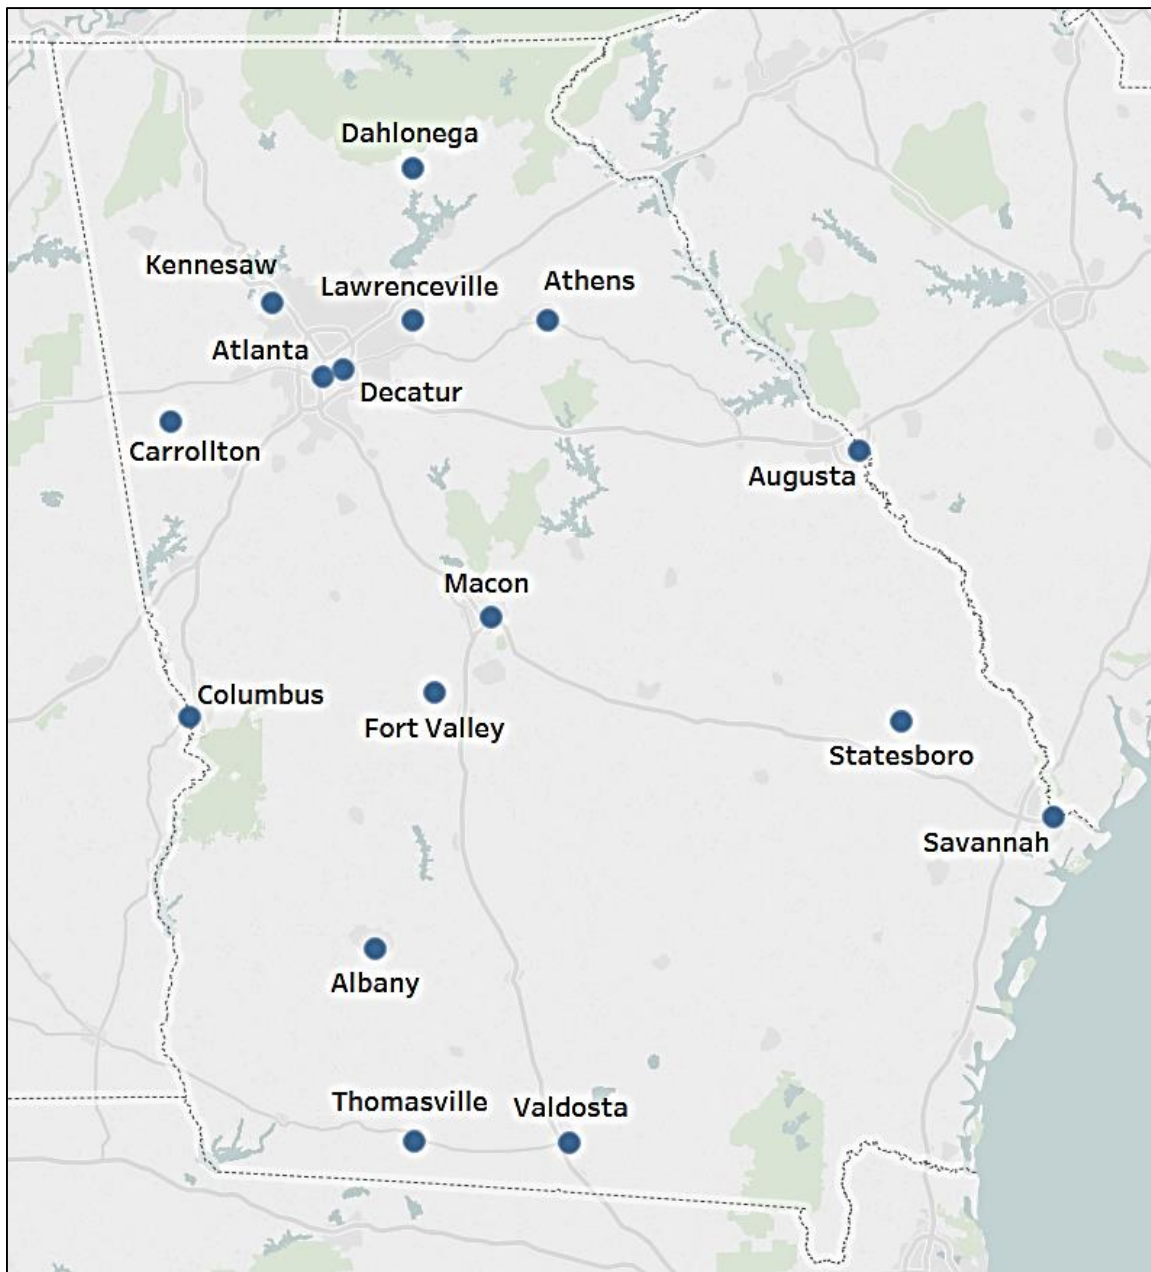 Dahlonega
Kennesaw
Lawrenceville
Athens
Atlanta
Decatur
Carrollton
Augusta
Macon
Columbus
Fort Valley
Statesboro
Savannah
Albany
Thomasville
Valdosta